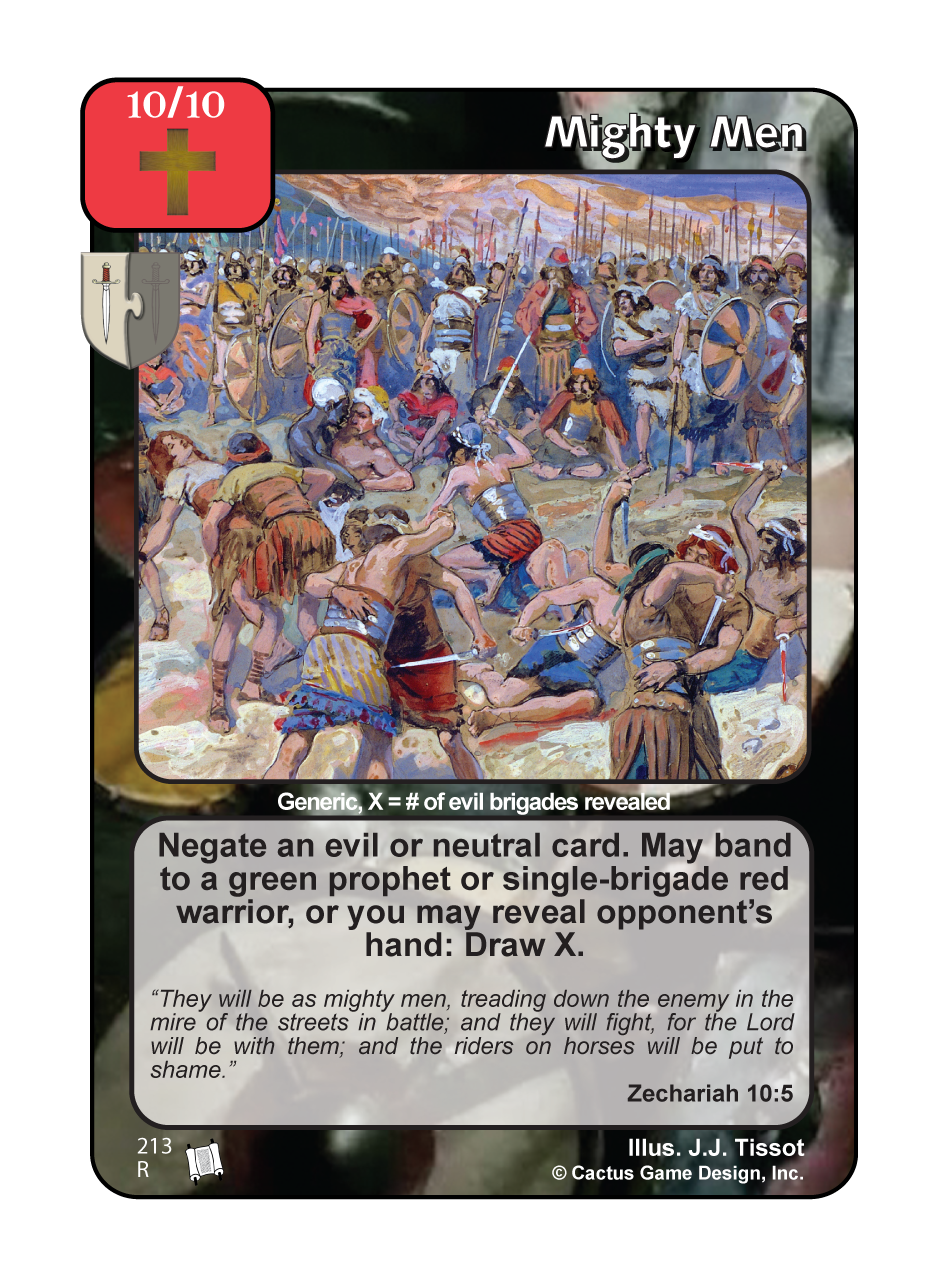 10/10
Mighty Men
Generic, X = # of evil brigades revealed
Negate an evil or neutral card. May band
to a green prophet or single-brigade red
warrior, or you may reveal opponent’s
hand: Draw X.
“They will be as mighty men, treading down the enemy in the
mire of the streets in battle; and they will fight, for the Lord
will be with them; and the riders on horses will be put to
shame.”
Zechariah 10:5
213
R
Illus. J.J. Tissot
© Cactus Game Design, Inc.